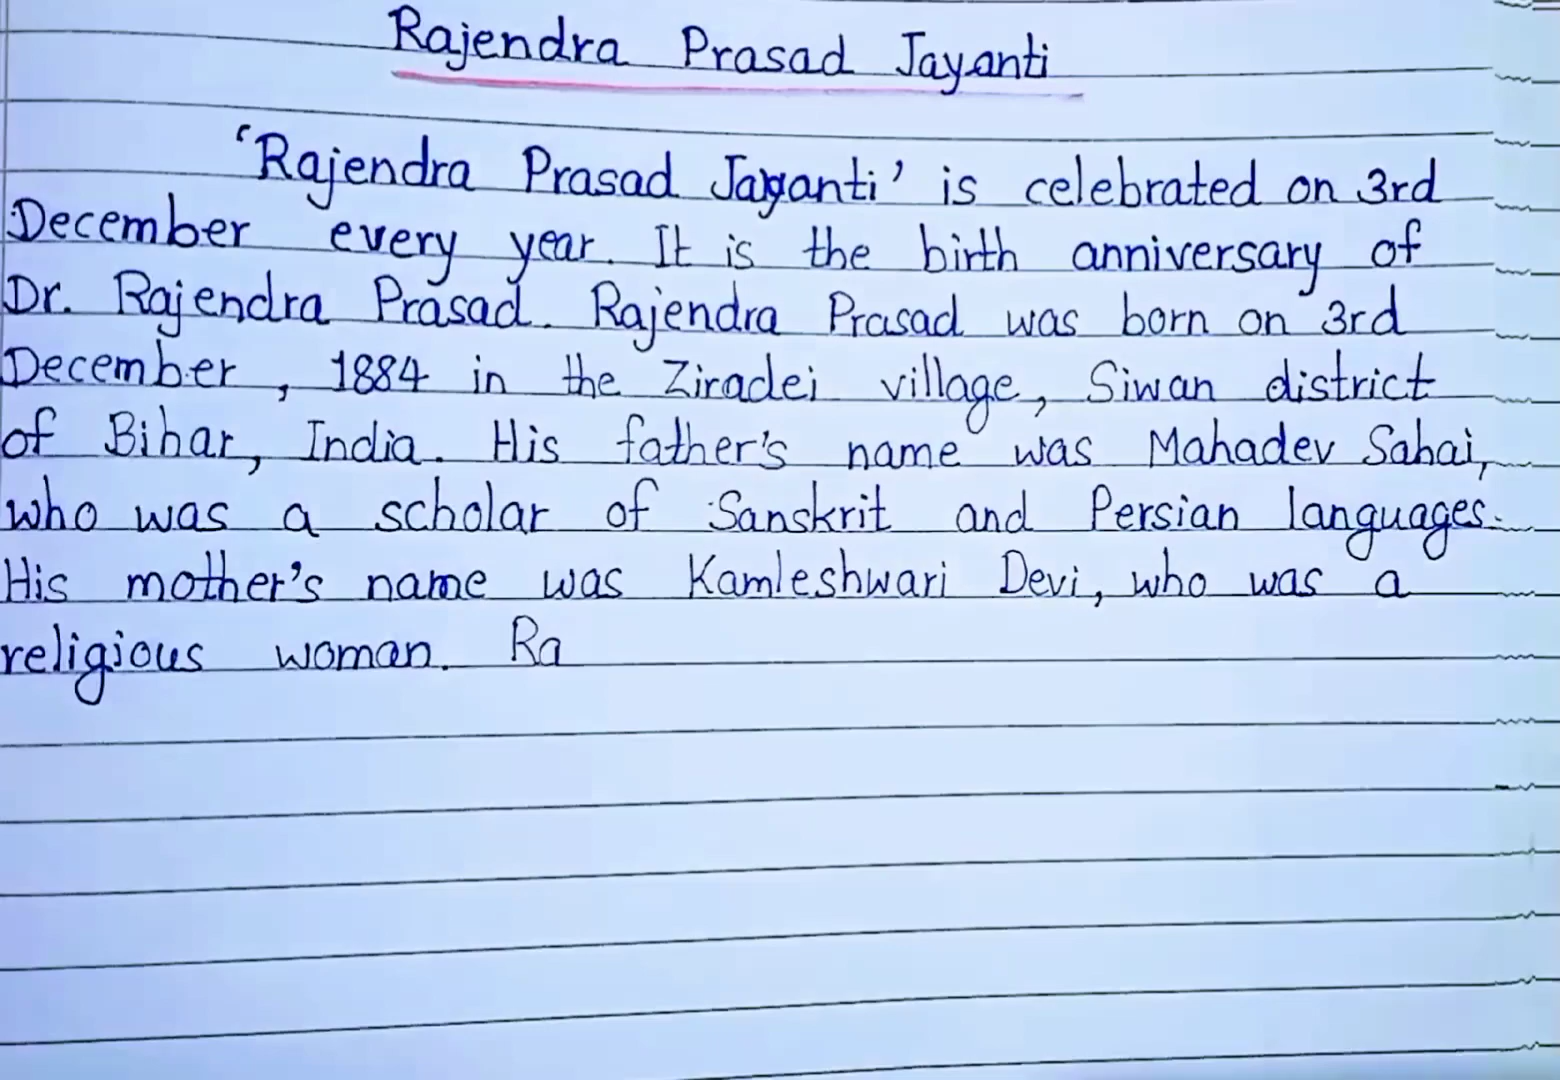 Rajendra Prasad Jayanti
'Rajendra Prasad Jayanti' is celebrated on 3rd
December every year. It is the birth anniversary of
Dr. Rajendra Prasad. Rajendra Prasad was born on 3rd
December, 1884 in the Ziradei village, Siwan district
of Bihar, India. His father's name was Mahadev Sahai,
who was a scholar of Sanskrit and Persian languages.
His mother's name was Kamleshwari Devi, who was a
religious woman. Ra